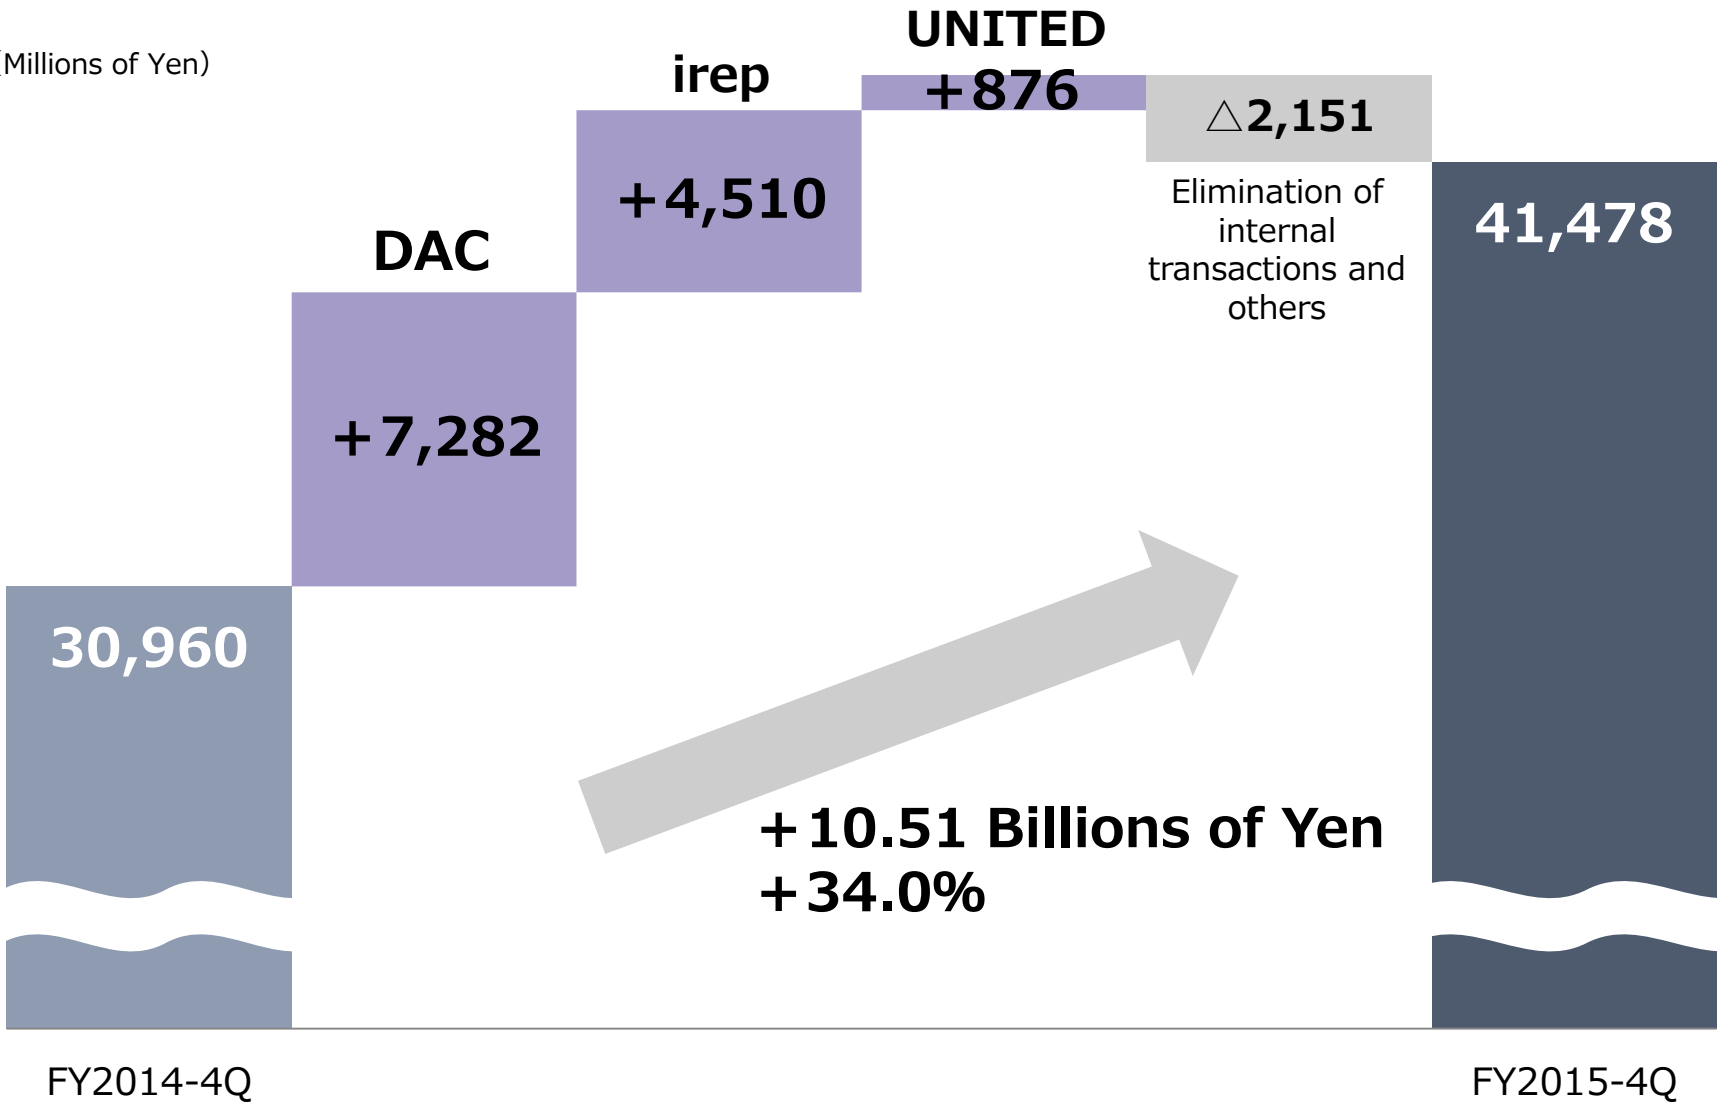 (Millions of Yen)
UNITED
+876
irep
+4,510
DAC
+7,282
△2,151
Elimination of
internal
transactions and
others
41,478
30,960
+10.51 Billions of Yen
+34.0%
FY2014-4Q
FY2015-4Q